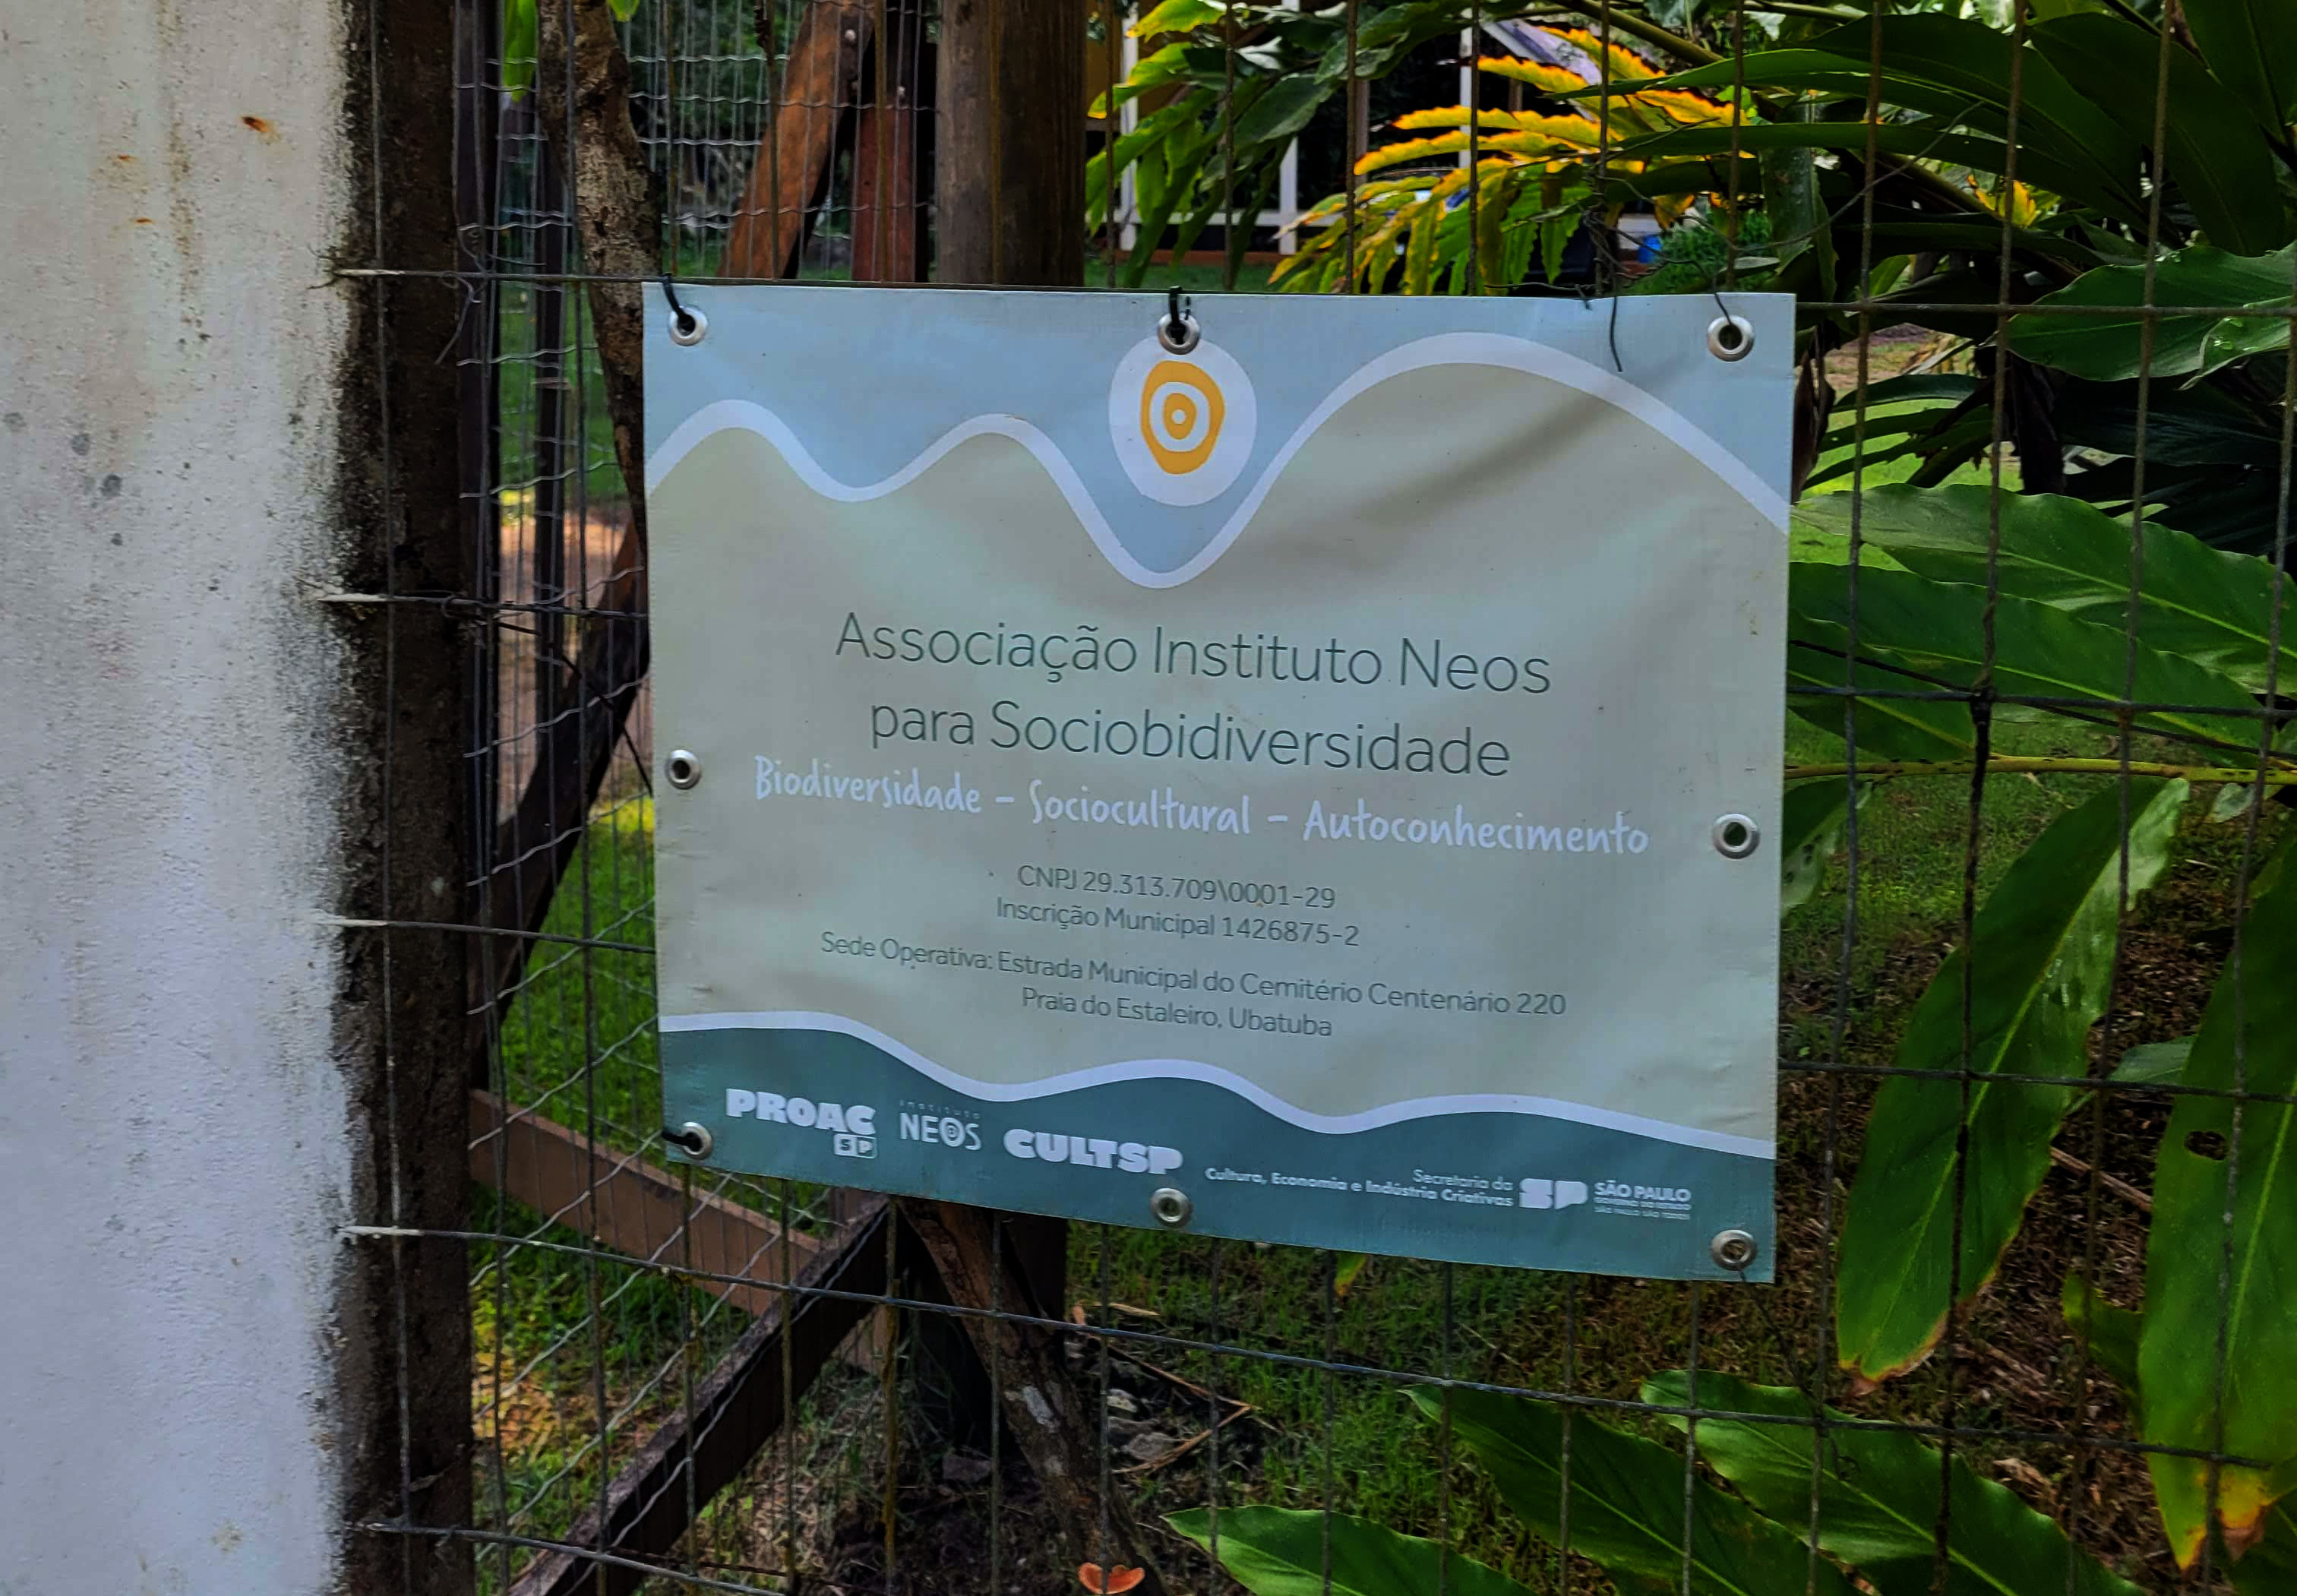 Associação Instituto Neos
para Sociobidiversidade
Biodiversidade - Sociocultural - Autoconhecimento
CNPJ 29.313.709\0001-29
Inscrição Municipal 1426875-2
Sede Operativa: Estrada Municipal do Cemitério Centenário 220
Praia do Estaleiro, Ubatuba
PROAC
SP
instituto
NEOS
CULTSP
Secretaria da
Cultura, Economia e Indústria Criativas
SP
SÃO PAULO